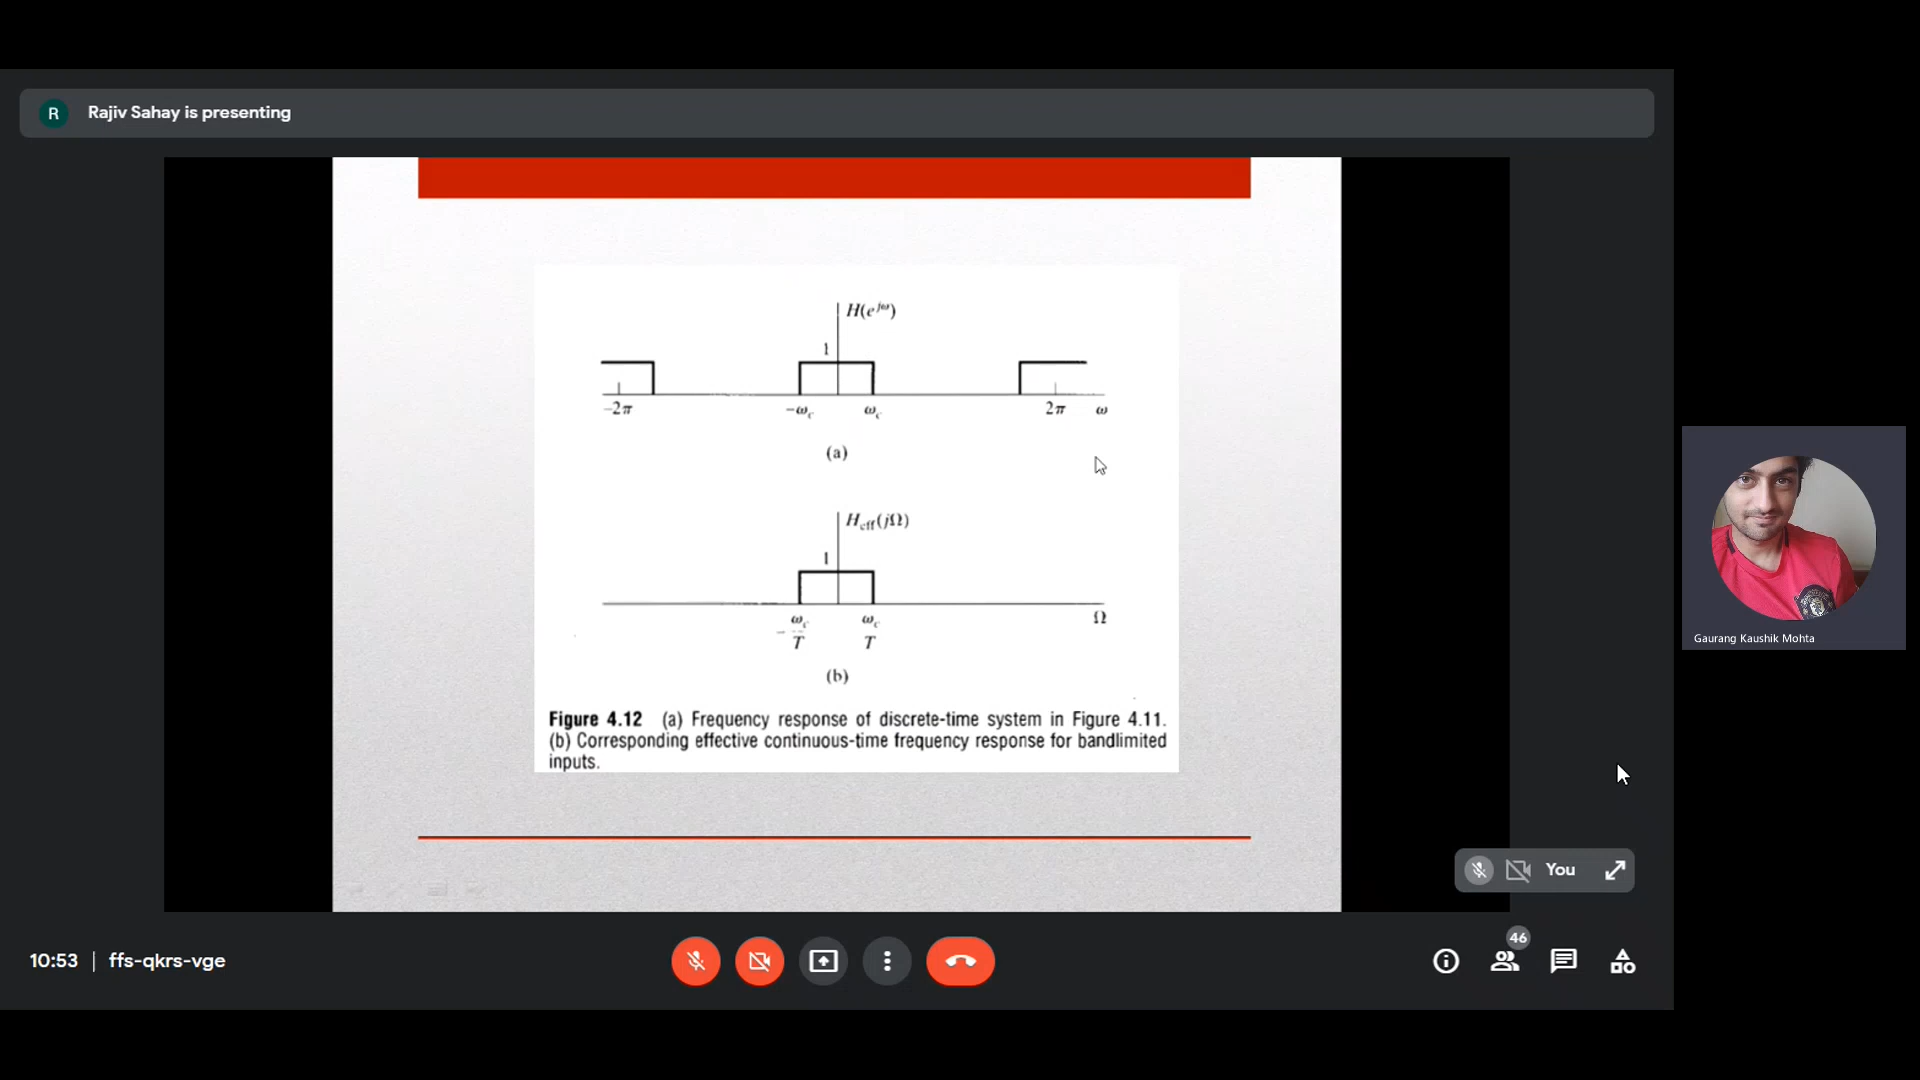 R Rajiv Sahay is presenting
H(e^jω)
1
-2π -ω_c ω_c 2π ω
(a)
H_eff(jΩ)
1
Ω
-ω_c/T ω_c/T
(b)
Figure 4.12 (a) Frequency response of discrete-time system in Figure 4.11.
(b) Corresponding effective continuous-time frequency response for bandlimited
inputs.
Gaurang Kaushik Mohta
You
10:53 | ffs-qkrs-vge
46